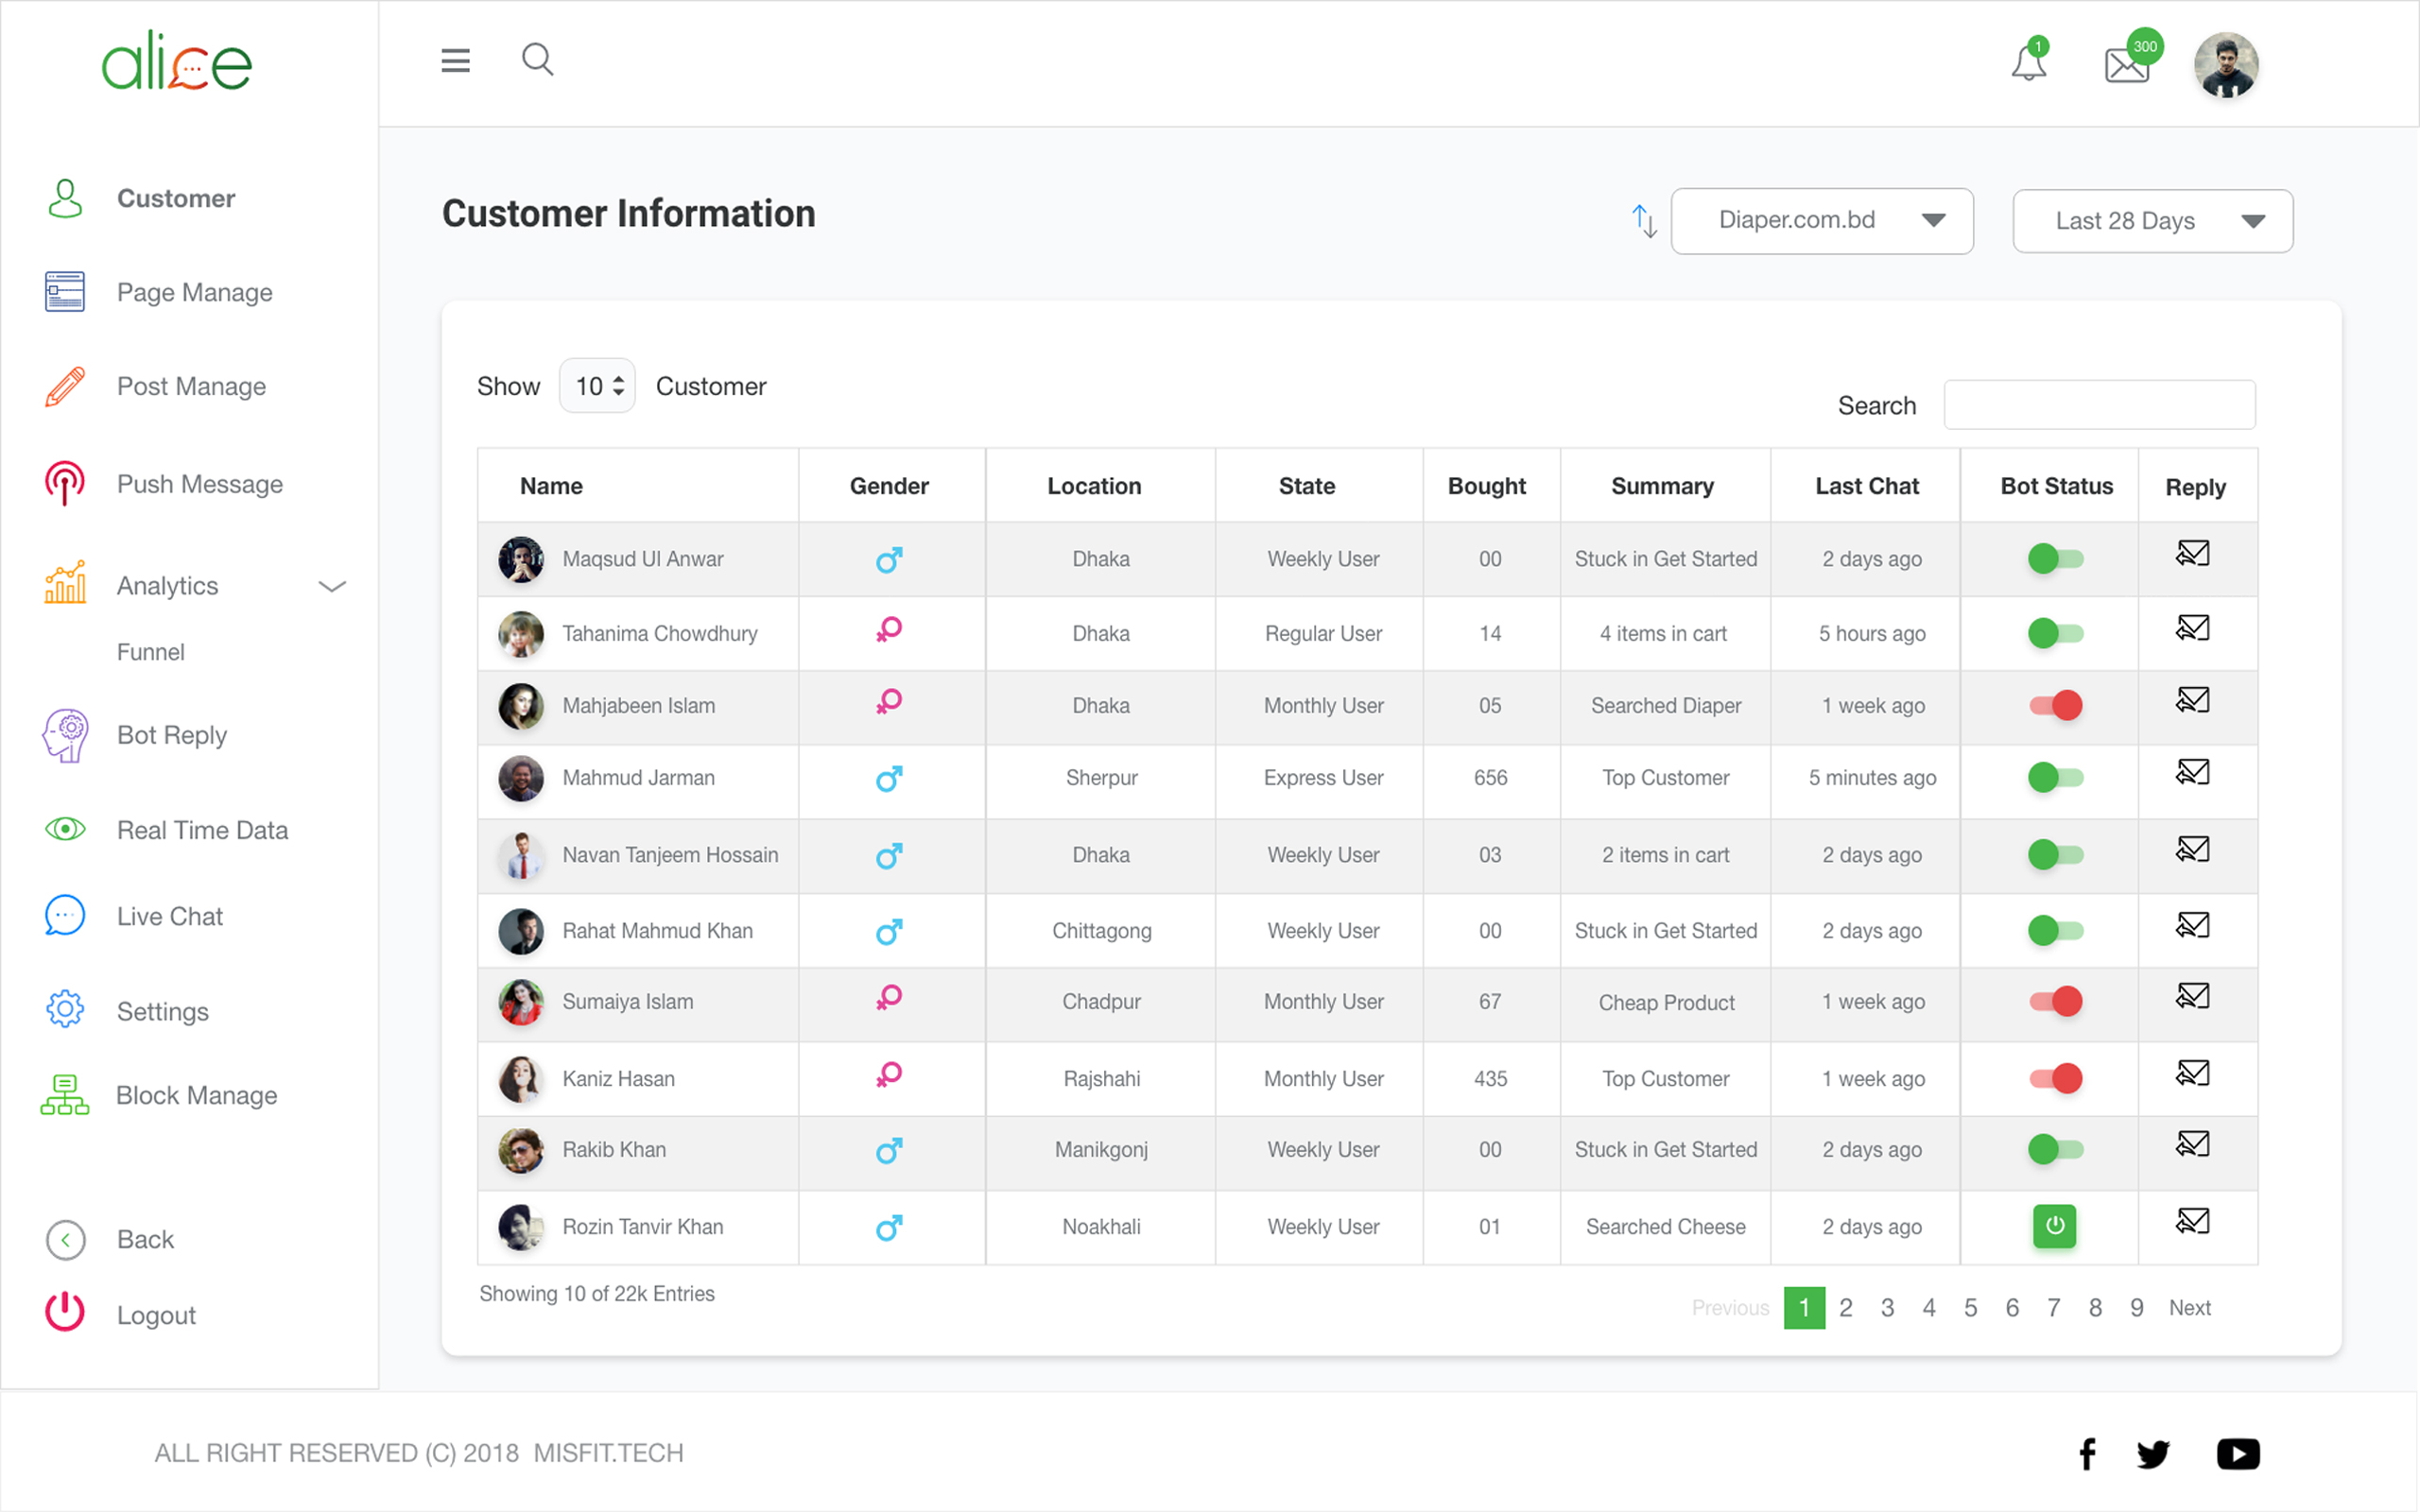 alice
1
300
Customer
Page Manage
Post Manage
Push Message
Analytics
Funnel
Bot Reply
Real Time Data
Live Chat
Settings
Block Manage
Back
Logout
Customer Information
Diaper.com.bd
Last 28 Days
Show 10 Customer
Search
Name Gender Location State Bought Summary Last Chat Bot Status Reply
Maqsud Ul Anwar Dhaka Weekly User 00 Stuck in Get Started 2 days ago
Tahanima Chowdhury Dhaka Regular User 14 4 items in cart 5 hours ago
Mahjabeen Islam Dhaka Monthly User 05 Searched Diaper 1 week ago
Mahmud Jarman Sherpur Express User 656 Top Customer 5 minutes ago
Navan Tanjeem Hossain Dhaka Weekly User 03 2 items in cart 2 days ago
Rahat Mahmud Khan Chittagong Weekly User 00 Stuck in Get Started 2 days ago
Sumaiya Islam Chadpur Monthly User 67 Cheap Product 1 week ago
Kaniz Hasan Rajshahi Monthly User 435 Top Customer 1 week ago
Rakib Khan Manikgonj Weekly User 00 Stuck in Get Started 2 days ago
Rozin Tanvir Khan Noakhali Weekly User 01 Searched Cheese 2 days ago
Showing 10 of 22k Entries
Previous 1 2 3 4 5 6 7 8 9 Next
ALL RIGHT RESERVED (C) 2018 MISFIT.TECH